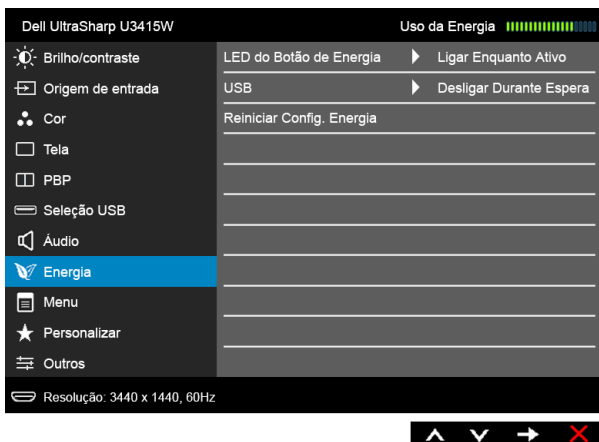 Dell UltraSharp U3415W
Uso da Energia
Brilho/contraste
LED do Botão de Energia
Ligar Enquanto Ativo
Origem de entrada
USB
Desligar Durante Espera
Cor
Reiniciar Config. Energia
Tela
PBP
Seleção USB
Áudio
Energia
Menu
Personalizar
Outros
Resolução: 3440 x 1440, 60Hz